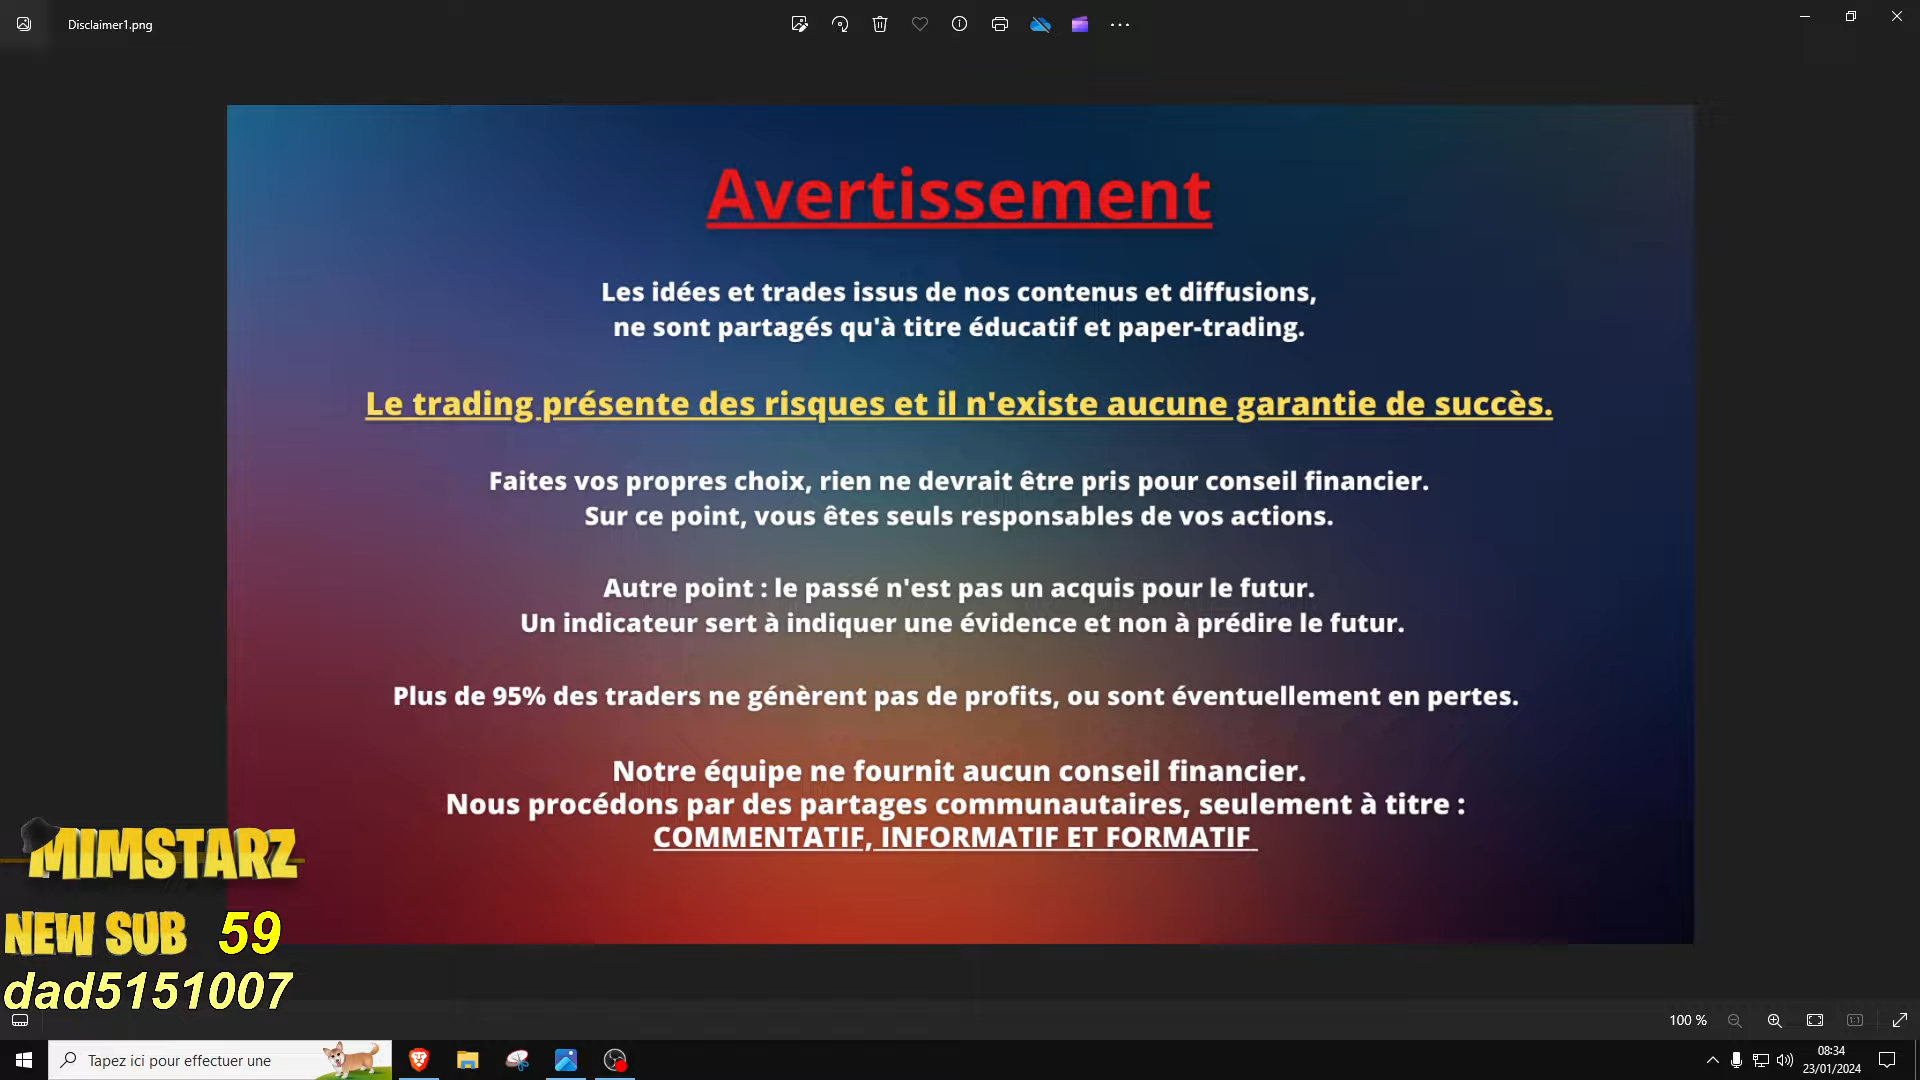 Disclaimer1.png
Avertissement
Les idées et trades issus de nos contenus et diffusions,
ne sont partagés qu'à titre éducatif et paper-trading.
Le trading présente des risques et il n'existe aucune garantie de succès.
Faites vos propres choix, rien ne devrait être pris pour conseil financier.
Sur ce point, vous êtes seuls responsables de vos actions.
Autre point : le passé n'est pas un acquis pour le futur.
Un indicateur sert à indiquer une évidence et non à prédire le futur.
Plus de 95% des traders ne génèrent pas de profits, ou sont éventuellement en pertes.
Notre équipe ne fournit aucun conseil financier.
Nous procédons par des partages communautaires, seulement à titre :
COMMENTATIF, INFORMATIF ET FORMATIF
MIMSTARZ
NEW SUB 59
dad5151007
100 %
Tapez ici pour effectuer une
08:34
23/01/2024